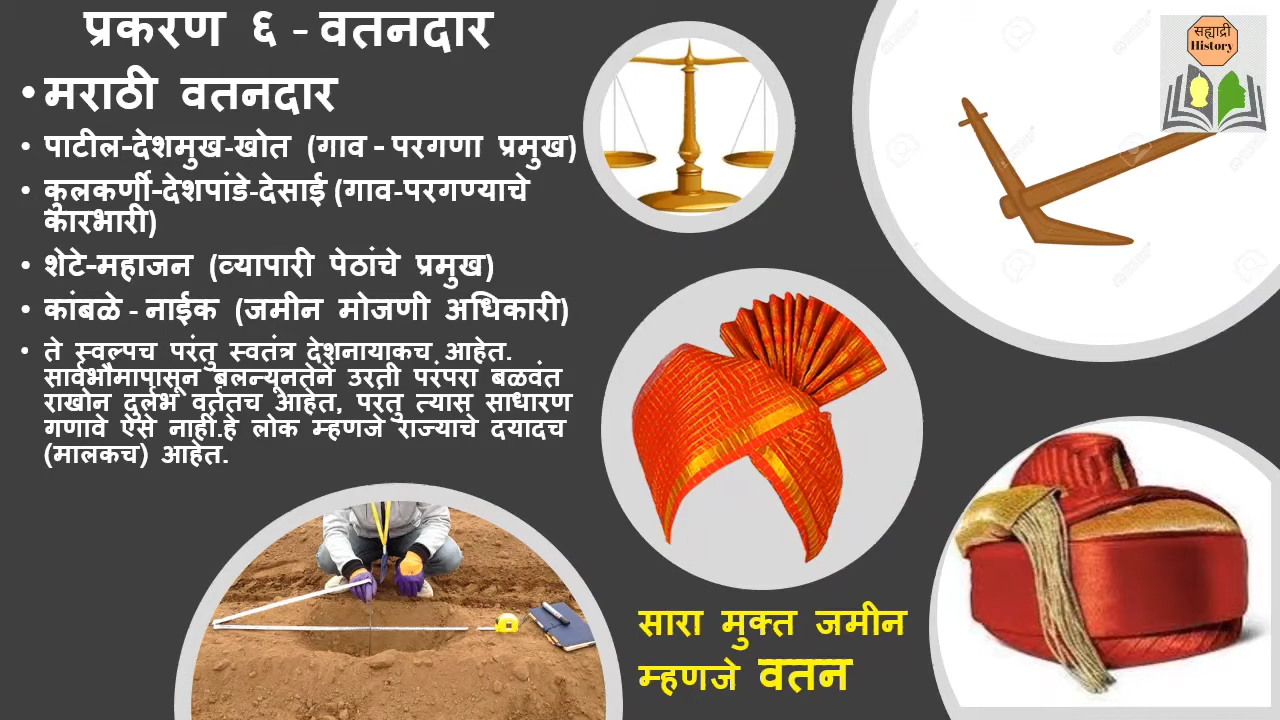 प्रकरण ६ - वतनदार
• मराठी वतनदार
• पाटील-देशमुख-खोत (गाव - परगणा प्रमुख)
• कुलकर्णी-देशपांडे-देसाई (गाव-परगण्याचे
कारभारी)
• शेटे-महाजन (व्यापारी पेठांचे प्रमुख)
• कांबळे - नाईक (जमीन मोजणी अधिकारी)
• ते स्वल्पच परंतु स्वतंत्र देशनायाकच आहेत.
सार्वभौमापासून बलन्यूनतेने उरती परंपरा बळवंत
राखोन दुर्लभ वर्ततच आहेत, परंतु त्यास साधारण
गणावे ऐसे नाही.हे लोक म्हणजे राज्याचे दयादच
(मालकच) आहेत.
सारा मुक्त जमीन
म्हणजे वतन
सह्याद्री
History